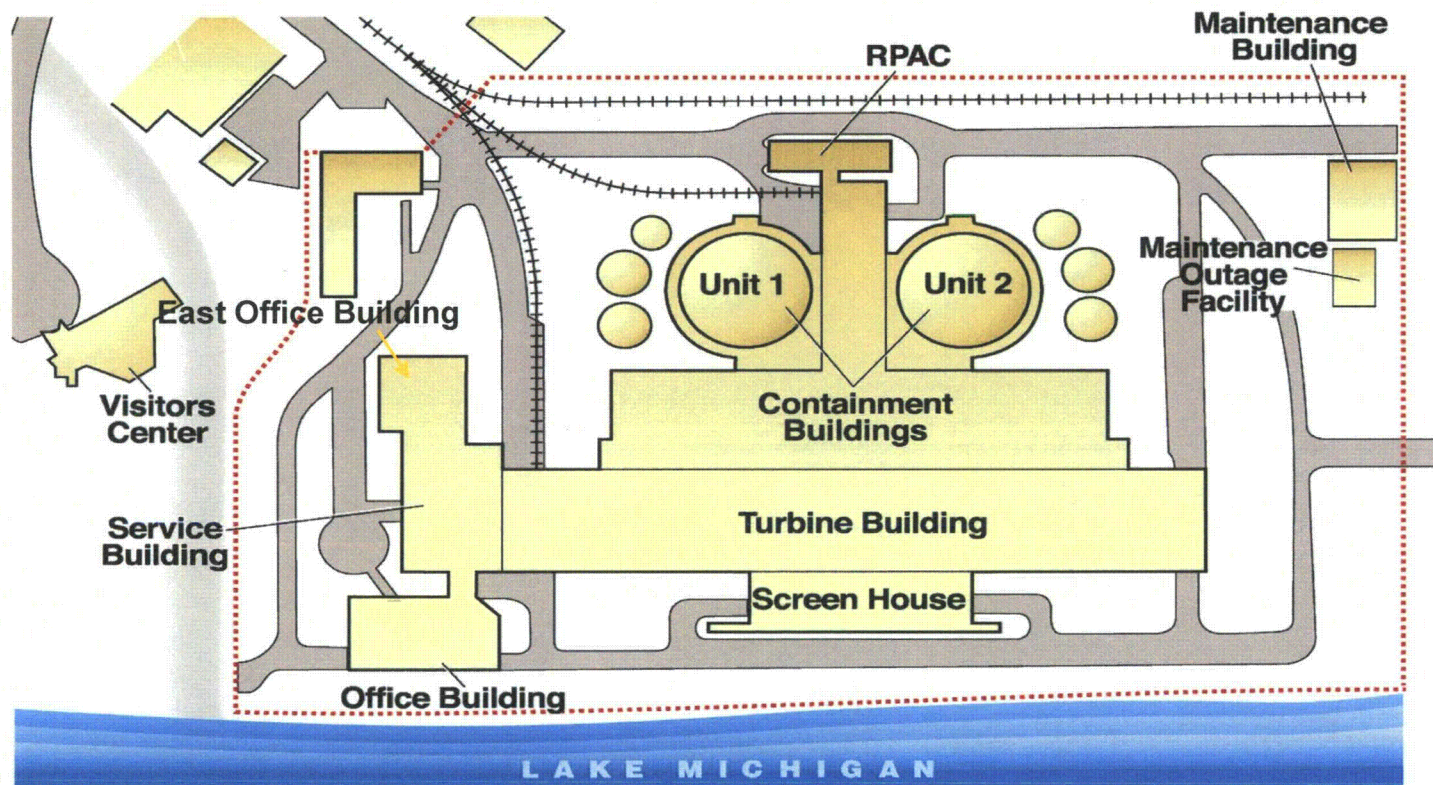 Maintenance
Building
RPAC
Unit 1
Unit 2
Maintenance
Outage
Facility
East Office Building
Visitors
Center
Containment
Buildings
Service
Building
Turbine Building
Screen House
Office Building
LAKE MICHIGAN